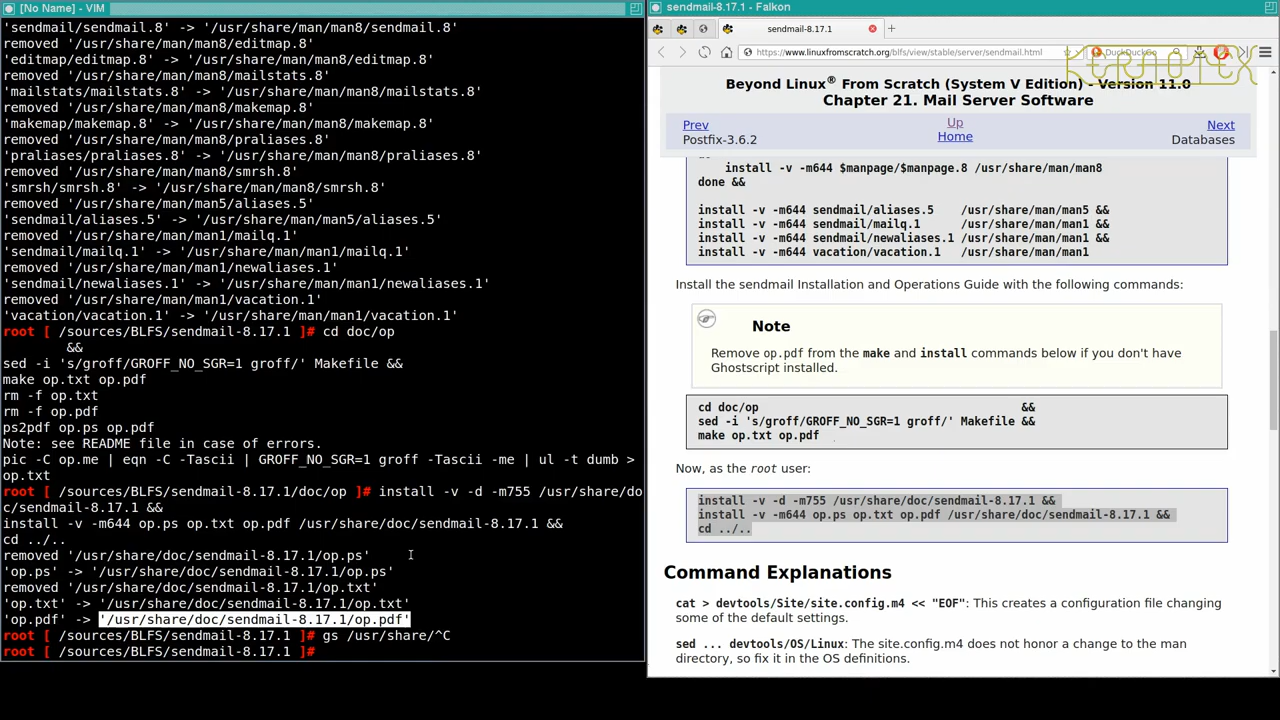 [No Name] - VIM
'sendmail/sendmail.8' -> '/usr/share/man/man8/sendmail.8'
removed '/usr/share/man/man8/editmap.8'
'editmap/editmap.8' -> '/usr/share/man/man8/editmap.8'
removed '/usr/share/man/man8/mailstats.8'
'mailstats/mailstats.8' -> '/usr/share/man/man8/mailstats.8'
removed '/usr/share/man/man8/makemap.8'
'makemap/makemap.8' -> '/usr/share/man/man8/makemap.8'
removed '/usr/share/man/man8/praliases.8'
'praliases/praliases.8' -> '/usr/share/man/man8/praliases.8'
removed '/usr/share/man/man8/smrsh.8'
'smrsh/smrsh.8' -> '/usr/share/man/man8/smrsh.8'
removed '/usr/share/man/man5/aliases.5'
'sendmail/aliases.5' -> '/usr/share/man/man5/aliases.5'
removed '/usr/share/man/man1/mailq.1'
'sendmail/mailq.1' -> '/usr/share/man/man1/mailq.1'
removed '/usr/share/man/man1/newaliases.1'
'sendmail/newaliases.1' -> '/usr/share/man/man1/newaliases.1'
removed '/usr/share/man/man1/vacation.1'
'vacation/vacation.1' -> '/usr/share/man/man1/vacation.1'
root [ /sources/BLFS/sendmail-8.17.1 ]# cd doc/op
&&
sed -i 's/groff/GROFF_NO_SGR=1 groff/' Makefile &&
make op.txt op.pdf
rm -f op.txt
rm -f op.pdf
ps2pdf op.ps op.pdf
Note: see README file in case of errors.
pic -C op.me | eqn -C -Tascii | GROFF_NO_SGR=1 groff -Tascii -me | ul -t dumb >
op.txt
root [ /sources/BLFS/sendmail-8.17.1/doc/op ]# install -v -d -m755 /usr/share/do
c/sendmail-8.17.1 &&
install -v -m644 op.ps op.txt op.pdf /usr/share/doc/sendmail-8.17.1 &&
cd ../..
removed '/usr/share/doc/sendmail-8.17.1/op.ps'
'op.ps' -> '/usr/share/doc/sendmail-8.17.1/op.ps'
removed '/usr/share/doc/sendmail-8.17.1/op.txt'
'op.txt' -> '/usr/share/doc/sendmail-8.17.1/op.txt'
'op.pdf' -> '/usr/share/doc/sendmail-8.17.1/op.pdf'
root [ /sources/BLFS/sendmail-8.17.1 ]# gs /usr/share/^C
root [ /sources/BLFS/sendmail-8.17.1 ]#
sendmail-8.17.1 - Falkon
sendmail-8.17.1
https://www.linuxfromscratch.org/blfs/view/stable/server/sendmail.html
DuckDuckGo
KERNOTEX
Beyond Linux® From Scratch (System V Edition) - Version 11.0
Chapter 21. Mail Server Software
Prev
Up
Next
Postfix-3.6.2
Home
Databases
install -v -m644 $manpage/$manpage.8 /usr/share/man/man8
done &&
install -v -m644 sendmail/aliases.5 /usr/share/man/man5 &&
install -v -m644 sendmail/mailq.1 /usr/share/man/man1 &&
install -v -m644 sendmail/newaliases.1 /usr/share/man/man1 &&
install -v -m644 vacation/vacation.1 /usr/share/man/man1
Install the sendmail Installation and Operations Guide with the following commands:
Note
Remove op.pdf from the make and install commands below if you don't have
Ghostscript installed.
cd doc/op &&
sed -i 's/groff/GROFF_NO_SGR=1 groff/' Makefile &&
make op.txt op.pdf
Now, as the root user:
install -v -d -m755 /usr/share/doc/sendmail-8.17.1 &&
install -v -m644 op.ps op.txt op.pdf /usr/share/doc/sendmail-8.17.1 &&
cd ../..
Command Explanations
cat > devtools/Site/site.config.m4 << "EOF": This creates a configuration file changing
some of the default settings.
sed ... devtools/OS/Linux: The site.config.m4 does not honor a change to the man
directory, so fix it in the OS definitions.